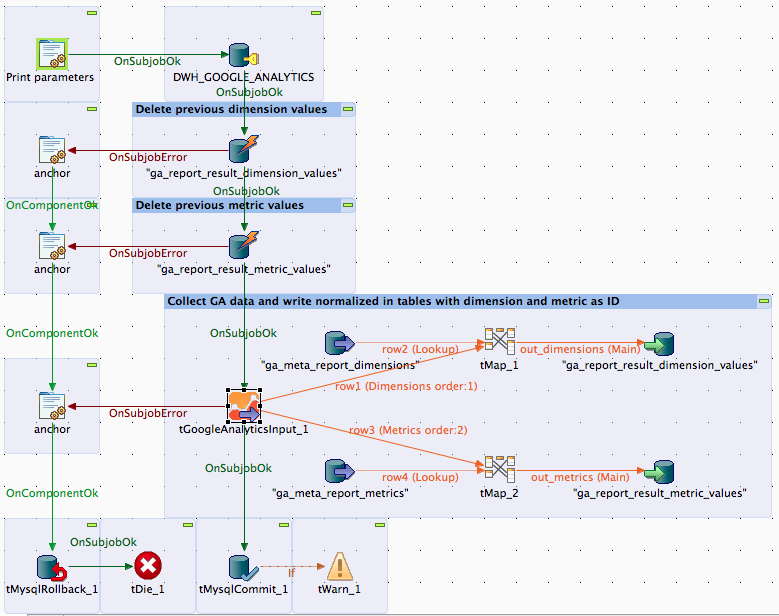 Print parameters
OnSubjobOk
DWH_GOOGLE_ANALYTICS
OnSubjobOk
Delete previous dimension values
OnSubjobError
anchor
"ga_report_result_dimension_values"
OnSubjobOk
OnComponentOk
Delete previous metric values
OnSubjobError
anchor
"ga_report_result_metric_values"
Collect GA data and write normalized in tables with dimension and metric as ID
OnComponentOk
OnSubjobOk
row2 (Lookup)
out_dimensions (Main)
"ga_meta_report_dimensions"
tMap_1
"ga_report_result_dimension_values"
row1 (Dimensions order:1)
OnSubjobError
anchor
tGoogleAnalyticsInput_1
row3 (Metrics order:2)
OnSubjobOk
row4 (Lookup)
out_metrics (Main)
OnComponentOk
"ga_meta_report_metrics"
tMap_2
"ga_report_result_metric_values"
OnSubjobOk
If
tMysqlRollback_1
tDie_1
tMysqlCommit_1
tWarn_1